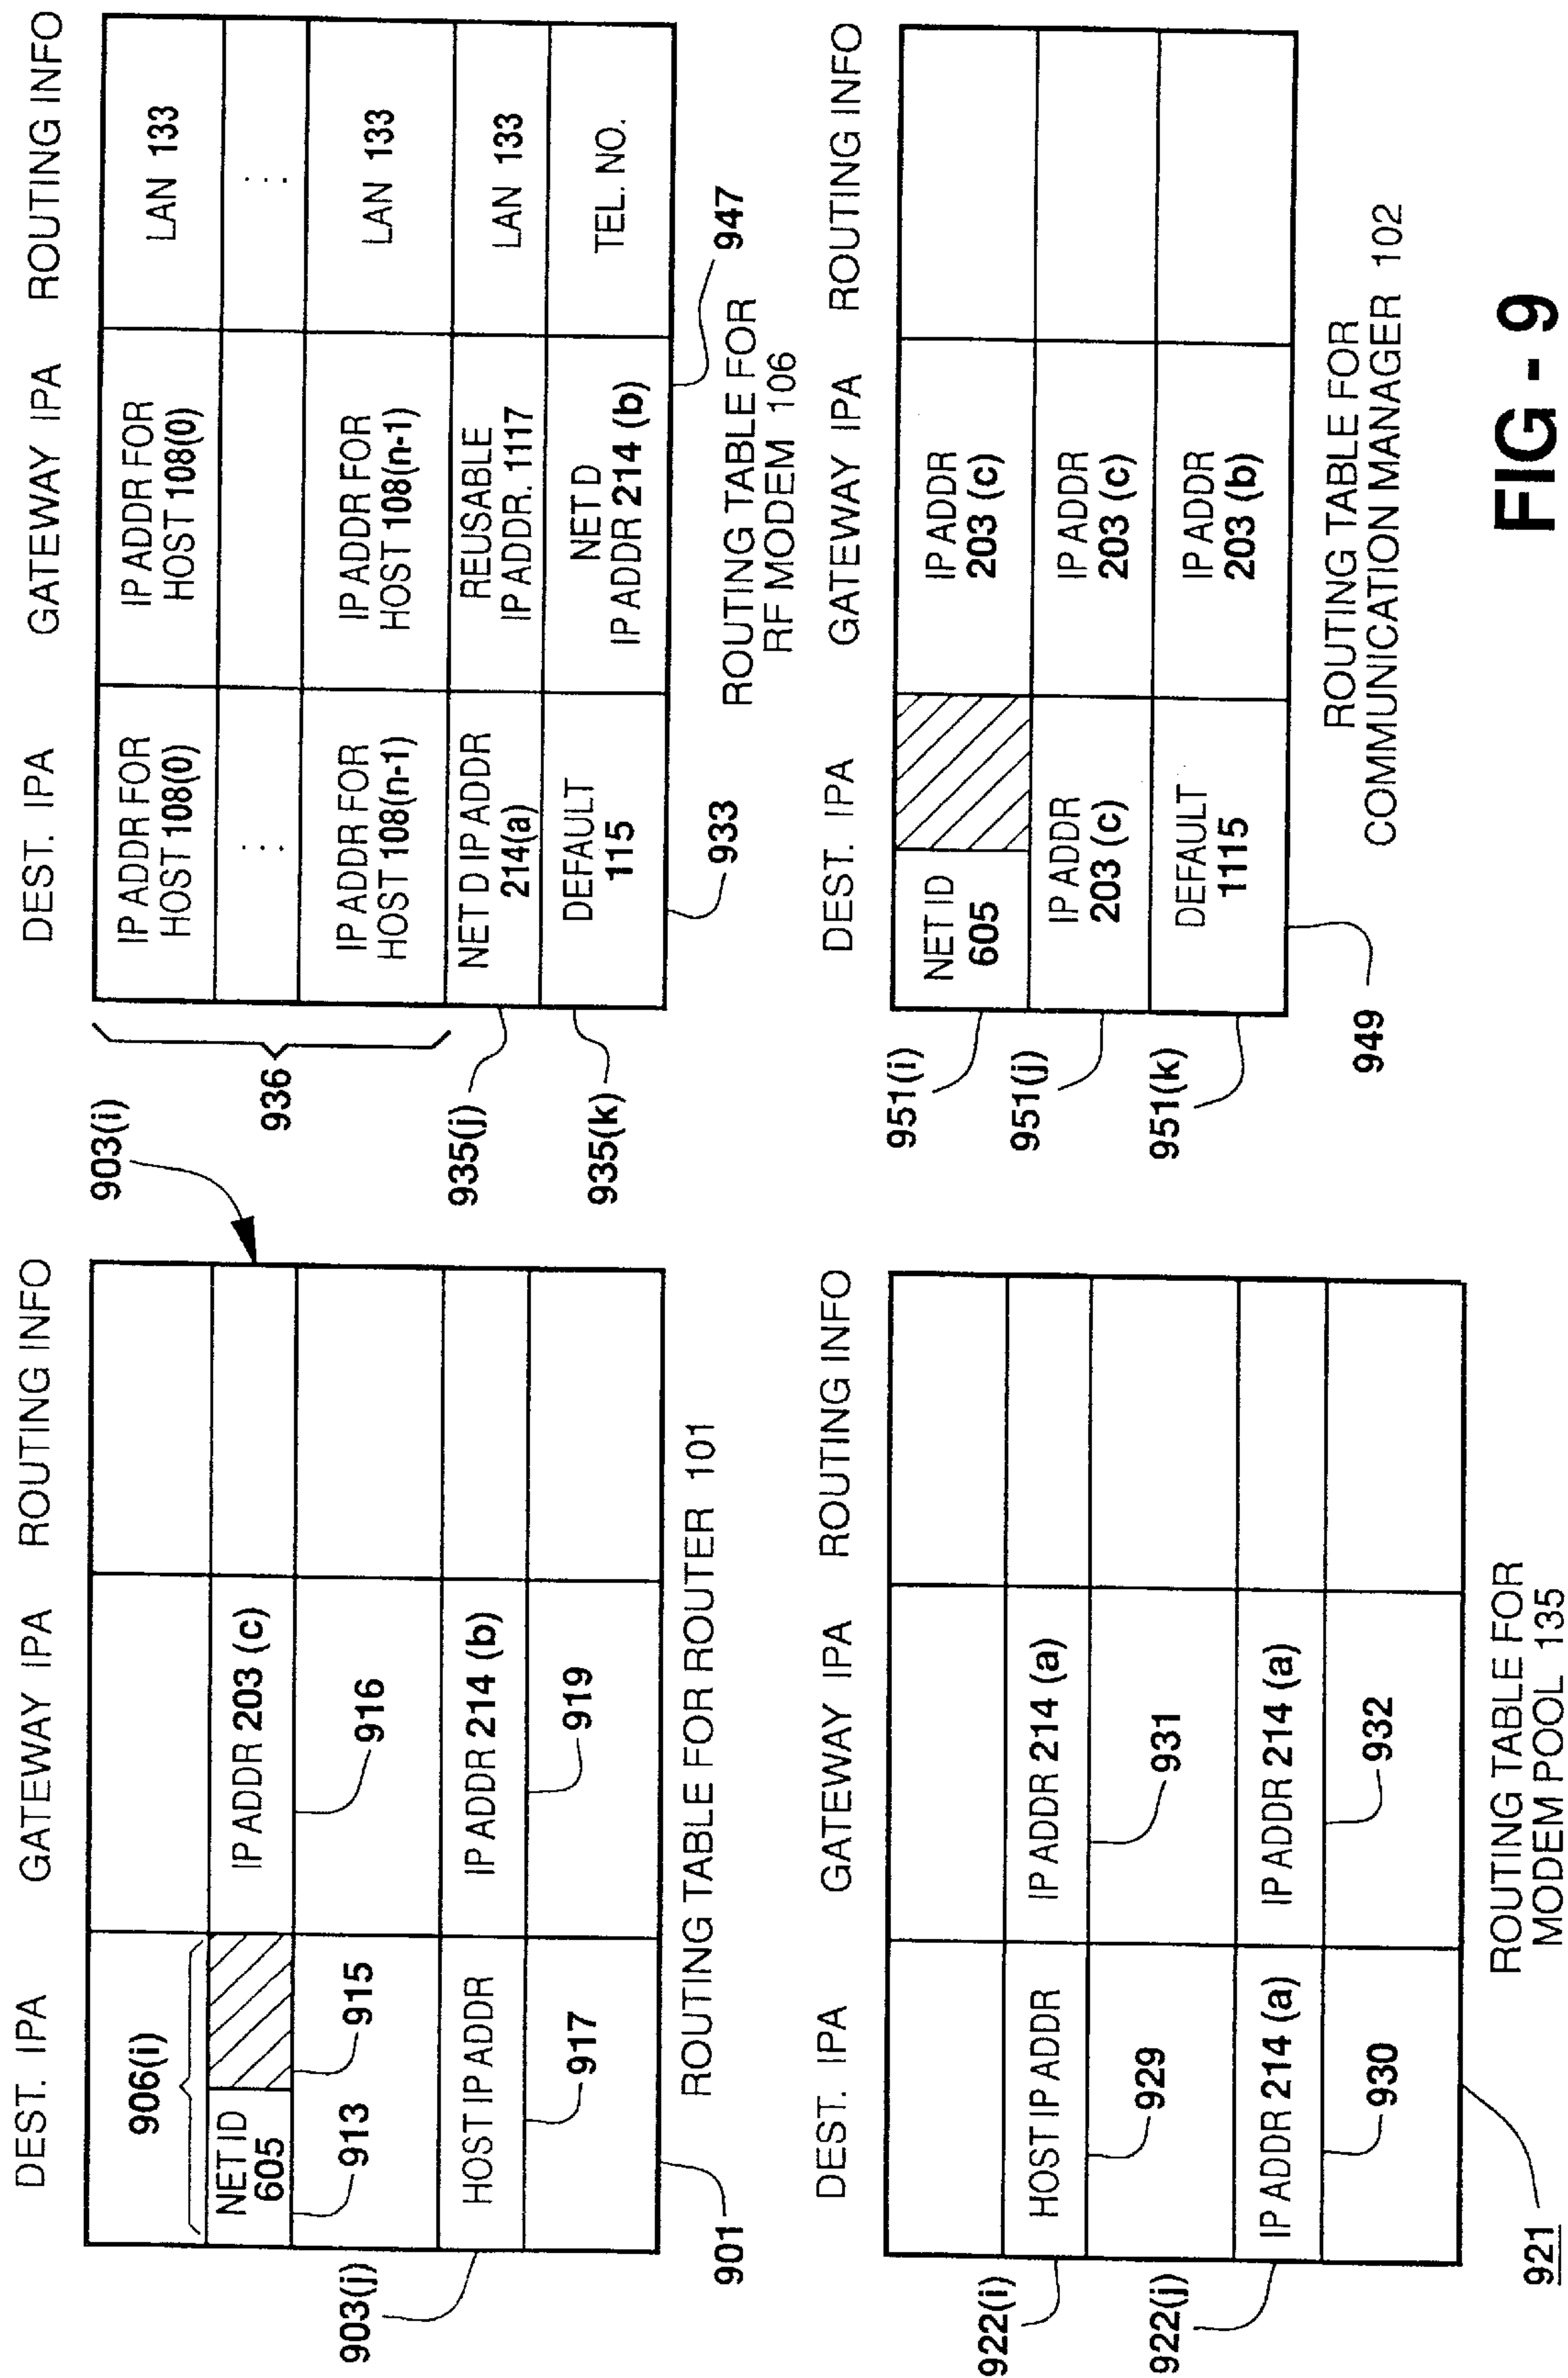 DEST. IPA GATEWAY IPA ROUTING INFO
906(i)
903(i)
NET ID
605
IP ADDR 203 (c)
913
915
916
903(j)
HOST IP ADDR
IP ADDR 214 (b)
917
919
901
ROUTING TABLE FOR ROUTER 101
DEST. IPA GATEWAY IPA ROUTING INFO
936
IP ADDR FOR
HOST 108(0)
IP ADDR FOR
HOST 108(0)
LAN 133
...
...
IP ADDR FOR
HOST 108(n-1)
IP ADDR FOR
HOST 108(n-1)
LAN 133
935(j)
NET D IP ADDR
214(a)
REUSABLE
IP ADDR. 1117
LAN 133
935(k)
DEFAULT
115
NET D
IP ADDR 214 (b)
TEL. NO.
933
947
ROUTING TABLE FOR
RF MODEM 106
DEST. IPA GATEWAY IPA ROUTING INFO
922(i)
HOST IP ADDR
IP ADDR 214 (a)
929
931
922(j)
IP ADDR 214 (a)
IP ADDR 214 (a)
930
932
921
ROUTING TABLE FOR
MODEM POOL 135
DEST. IPA GATEWAY IPA ROUTING INFO
951(i)
NET ID
605
IP ADDR
203 (c)
951(j)
IP ADDR
203 (c)
IP ADDR
203 (c)
951(k)
DEFAULT
1115
IP ADDR
203 (b)
949
ROUTING TABLE FOR
COMMUNICATION MANAGER 102
FIG - 9